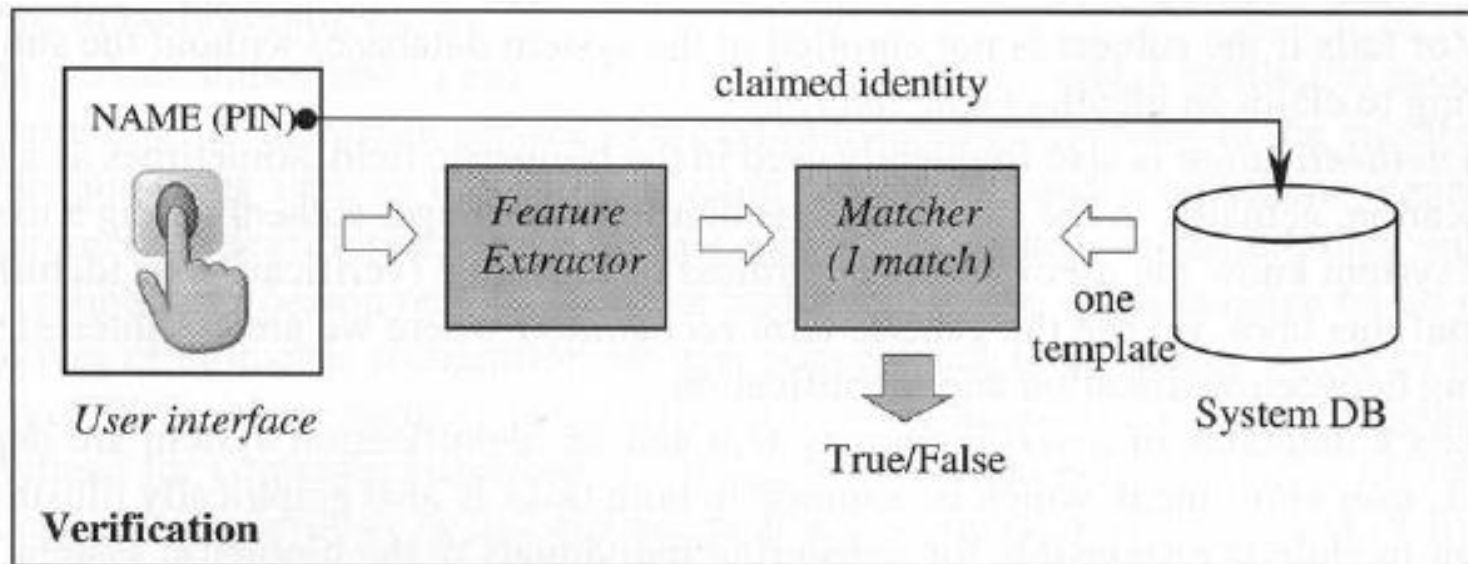 claimed identity
NAME (PIN)
Feature
Extractor
Matcher
(1 match)
one
template
User interface
System DB
True/False
Verification